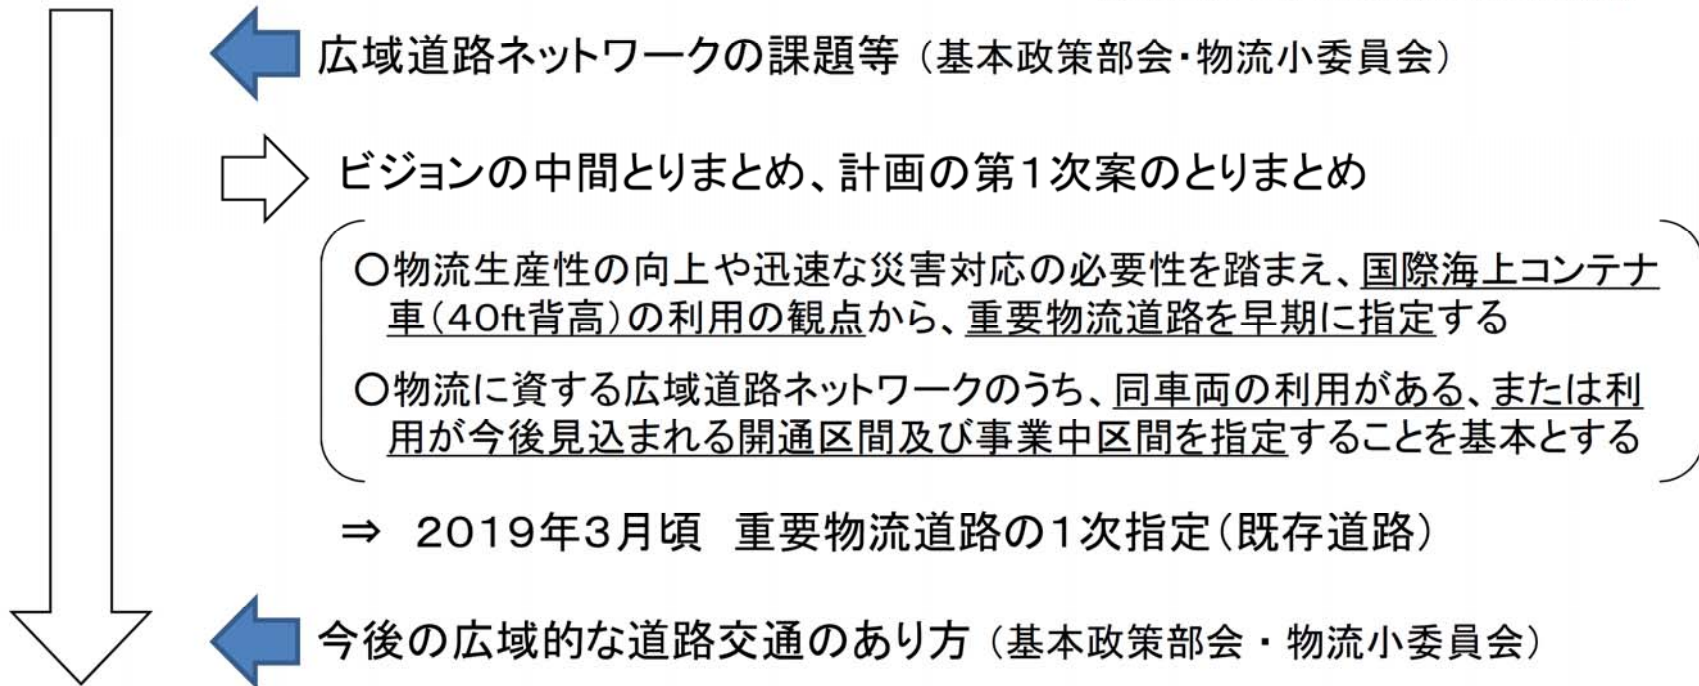 広域道路ネットワークの課題等（基本政策部会・物流小委員会）
ビジョンの中間とりまとめ、計画の第１次案のとりまとめ
○物流生産性の向上や迅速な災害対応の必要性を踏まえ、国際海上コンテナ
車（40ft背高）の利用の観点から、重要物流道路を早期に指定する
○物流に資する広域道路ネットワークのうち、同車両の利用がある、または利
用が今後見込まれる開通区間及び事業中区間を指定することを基本とする
⇒　２０１９年３月頃　重要物流道路の１次指定（既存道路）
今後の広域的な道路交通のあり方（基本政策部会・物流小委員会）